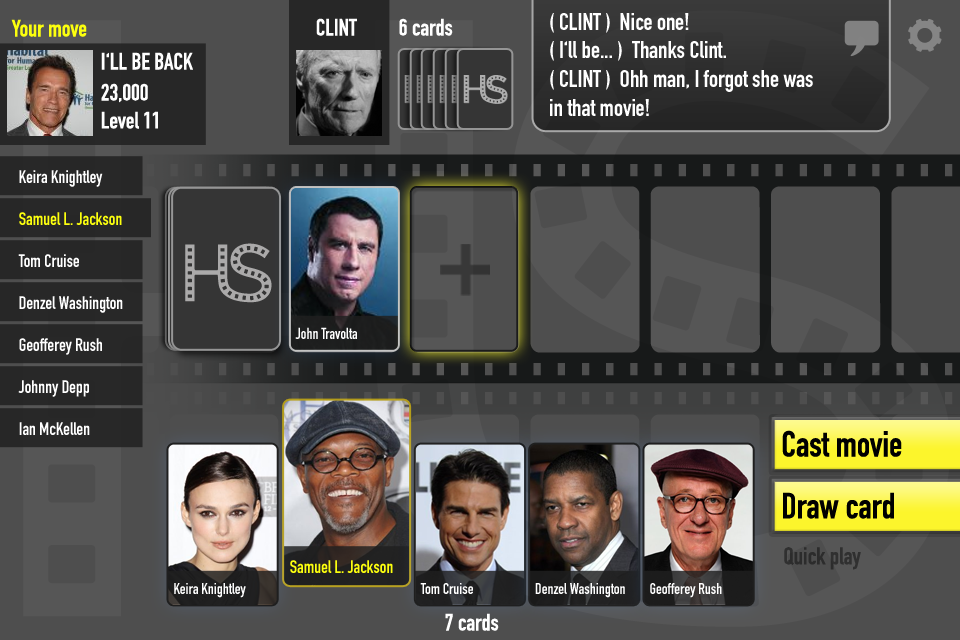 Your move
I'LL BE BACK
23,000
Level 11
CLINT
6 cards
HS
( CLINT ) Nice one!
( I'll be... ) Thanks Clint.
( CLINT ) Ohh man, I forgot she was
in that movie!
Keira Knightley
Samuel L. Jackson
Tom Cruise
Denzel Washington
Geofferey Rush
Johnny Depp
Ian McKellen
HS
+
John Travolta
Keira Knightley
Samuel L. Jackson
Tom Cruise
Denzel Washington
Geofferey Rush
7 cards
Cast movie
Draw card
Quick play